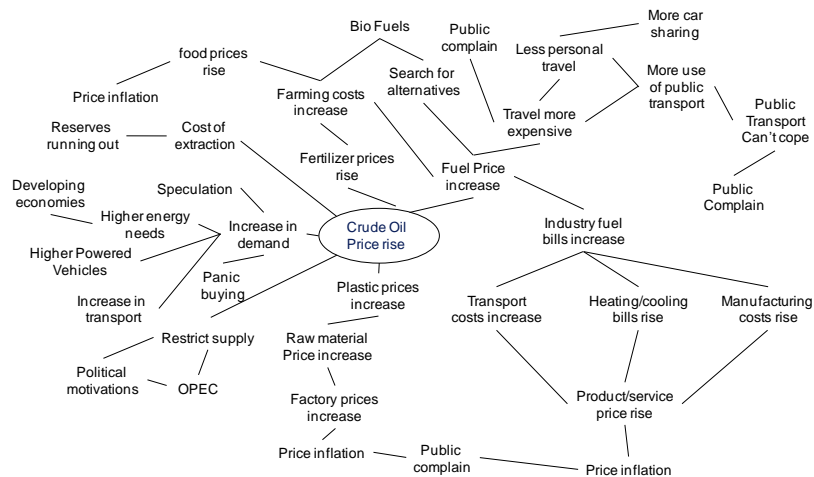 More car
sharing
Bio Fuels
Public
complain
Less personal
travel
food prices
rise
Search for
alternatives
More use
of public
transport
Price inflation
Farming costs
increase
Travel more
expensive
Public
Transport
Can't cope
Reserves
running out
Cost of
extraction
Fertilizer prices
rise
Fuel Price
increase
Public
Complain
Developing
economies
Speculation
Higher energy
needs
Increase in
demand
Crude Oil
Price rise
Industry fuel
bills increase
Higher Powered
Vehicles
Panic
buying
Plastic prices
increase
Increase in
transport
Transport
costs increase
Heating/cooling
bills rise
Manufacturing
costs rise
Restrict supply
Raw material
Price increase
Political
motivations
OPEC
Factory prices
increase
Product/service
price rise
Price inflation
Public
complain
Price inflation